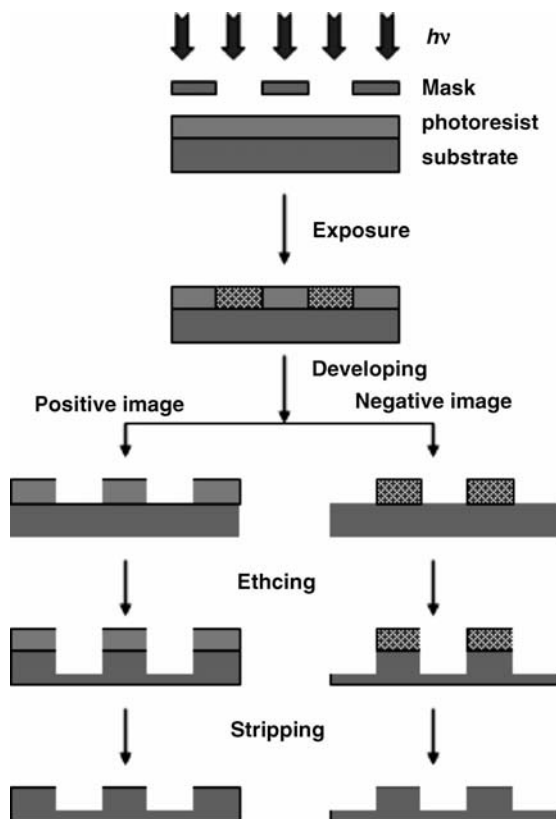 hν
Mask
photoresist
substrate
Exposure
Developing
Positive image
Negative image
Ethcing
Stripping